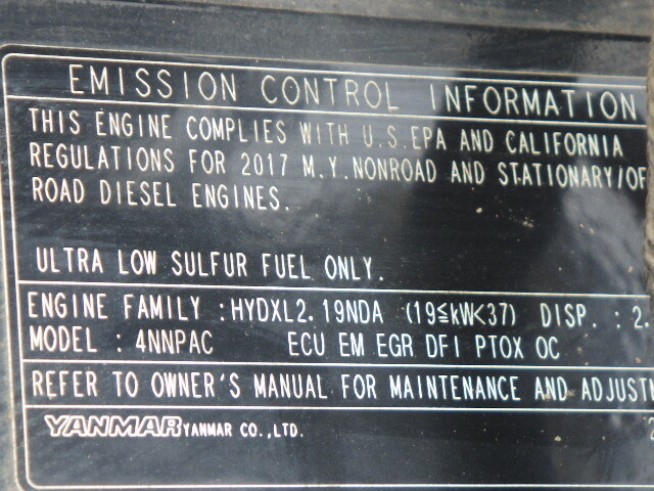 EMISSION CONTROL INFORMATION
THIS ENGINE COMPLIES WITH U.S.EPA AND CALIFORNIA
REGULATIONS FOR 2017 M.Y.NONROAD AND STATIONARY/OF
ROAD DIESEL ENGINES.
ULTRA LOW SULFUR FUEL ONLY.
ENGINE FAMILY :HYDXL2.19NDA (19≦kW<37) DISP. : 2.
MODEL : 4NNPAC ECU EM EGR DFI PTOX OC
REFER TO OWNER'S MANUAL FOR MAINTENANCE AND ADJUSTM
YANMAR YANMAR CO.,LTD. 2